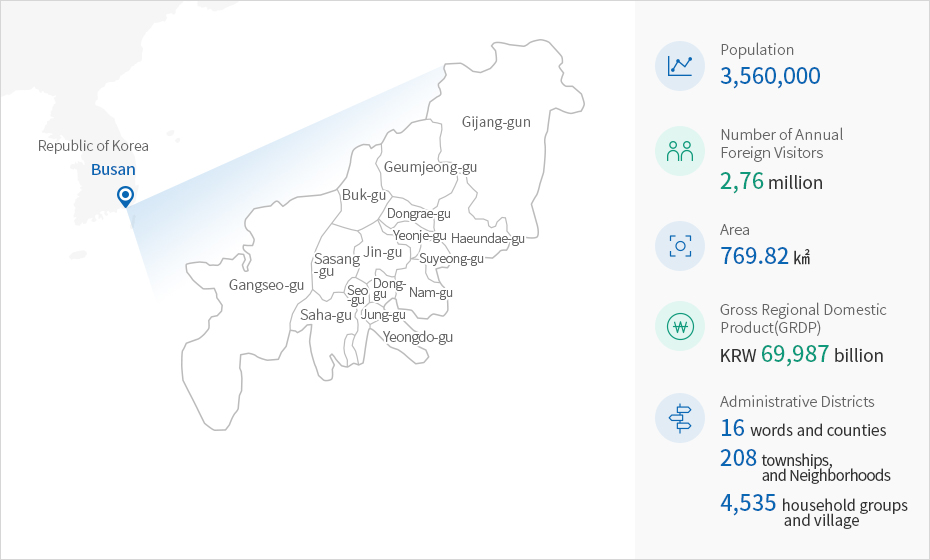 Republic of Korea
Busan
Gijang-gun
Geumjeong-gu
Buk-gu
Dongrae-gu
Yeonje-gu
Haeundae-gu
Jin-gu
Sasang
-gu
Suyeong-gu
Gangseo-gu
Seo
-gu
Dong-
gu
Nam-gu
Saha-gu
Jung-gu
Yeongdo-gu
Population
3,560,000
Number of Annual
Foreign Visitors
2,76 million
Area
769.82 ㎢
Gross Regional Domestic
Product(GRDP)
KRW 69,987 billion
Administrative Districts
16 words and counties
208 townships,
and Neighborhoods
4,535 household groups
and village